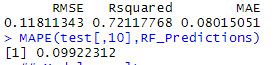 RMSE Rsquared MAE
0.11811343 0.72117768 0.08015051
> MAPE(test[,10],RF_Predictions)
[1] 0.09922312